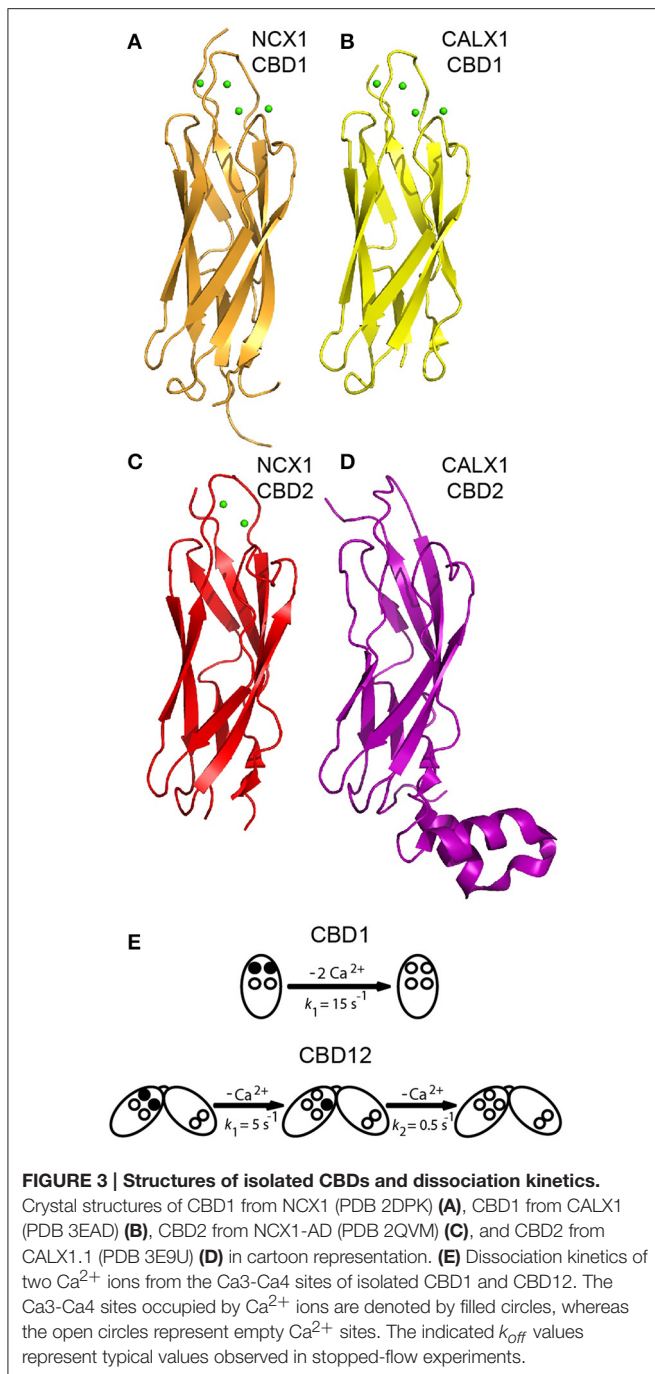 A
NCX1
CBD1
B
CALX1
CBD1
C
NCX1
CBD2
D
CALX1
CBD2
E
CBD1
-2 Ca²⁺
k₁ = 15 s⁻¹
CBD12
-Ca²⁺
k₁ = 5 s⁻¹
-Ca²⁺
k₂ = 0.5 s⁻¹
FIGURE 3 | Structures of isolated CBDs and dissociation kinetics.
Crystal structures of CBD1 from NCX1 (PDB 2DPK) (A), CBD1 from CALX1
(PDB 3EAD) (B), CBD2 from NCX1-AD (PDB 2QVM) (C), and CBD2 from
CALX1.1 (PDB 3E9U) (D) in cartoon representation. (E) Dissociation kinetics of
two Ca²⁺ ions from the Ca3-Ca4 sites of isolated CBD1 and CBD12. The
Ca3-Ca4 sites occupied by Ca²⁺ ions are denoted by filled circles, whereas
the open circles represent empty Ca²⁺ sites. The indicated k_off values
represent typical values observed in stopped-flow experiments.